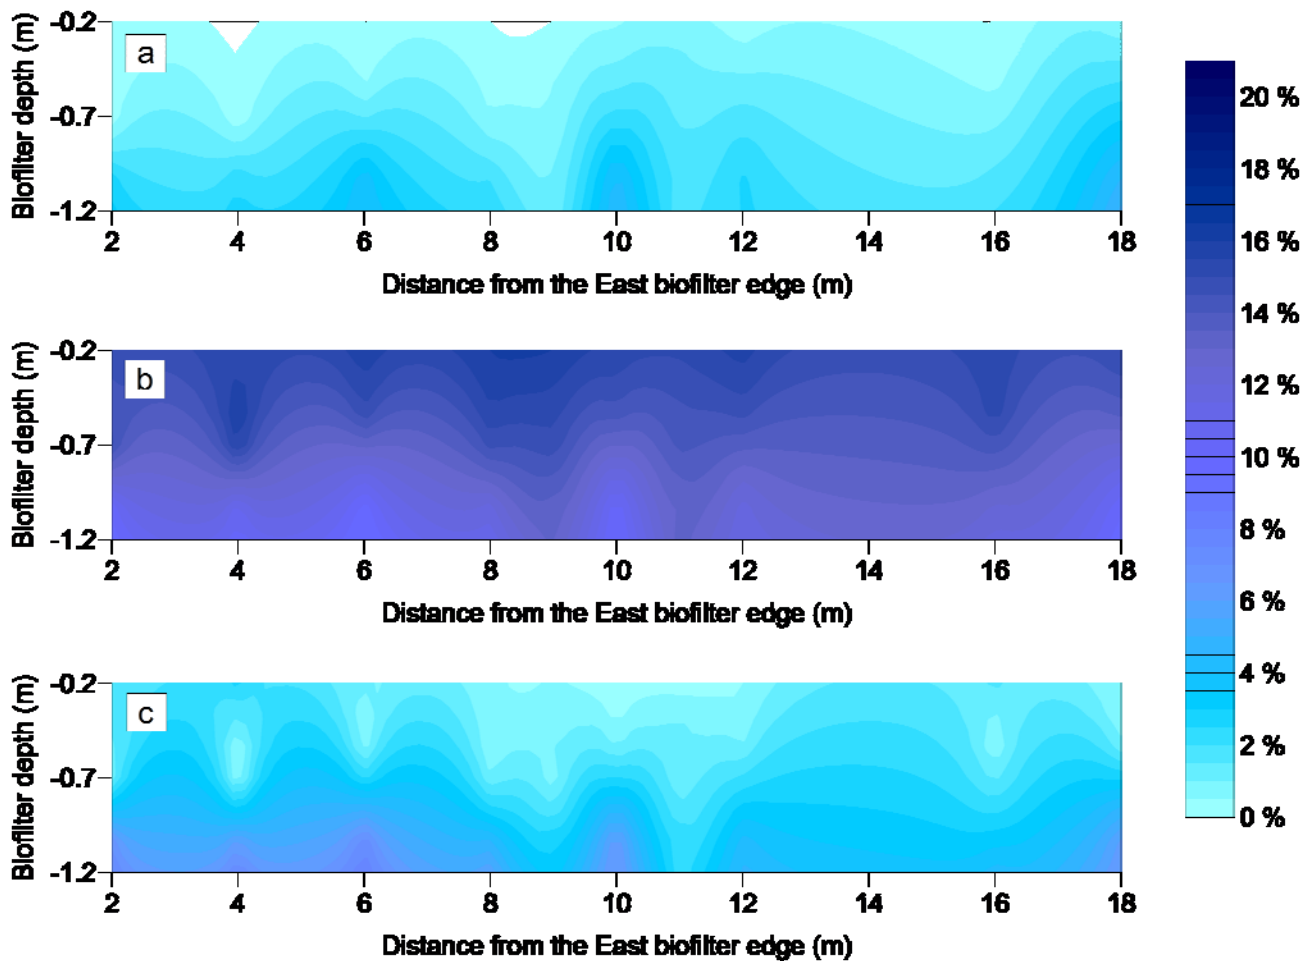 a
Biofilter depth (m)
-0.2
-0.7
-1.2
2 4 6 8 10 12 14 16 18
Distance from the East biofilter edge (m)
b
Biofilter depth (m)
-0.2
-0.7
-1.2
2 4 6 8 10 12 14 16 18
Distance from the East biofilter edge (m)
c
Biofilter depth (m)
-0.2
-0.7
-1.2
2 4 6 8 10 12 14 16 18
Distance from the East biofilter edge (m)
20 %
18 %
16 %
14 %
12 %
10 %
8 %
6 %
4 %
2 %
0 %